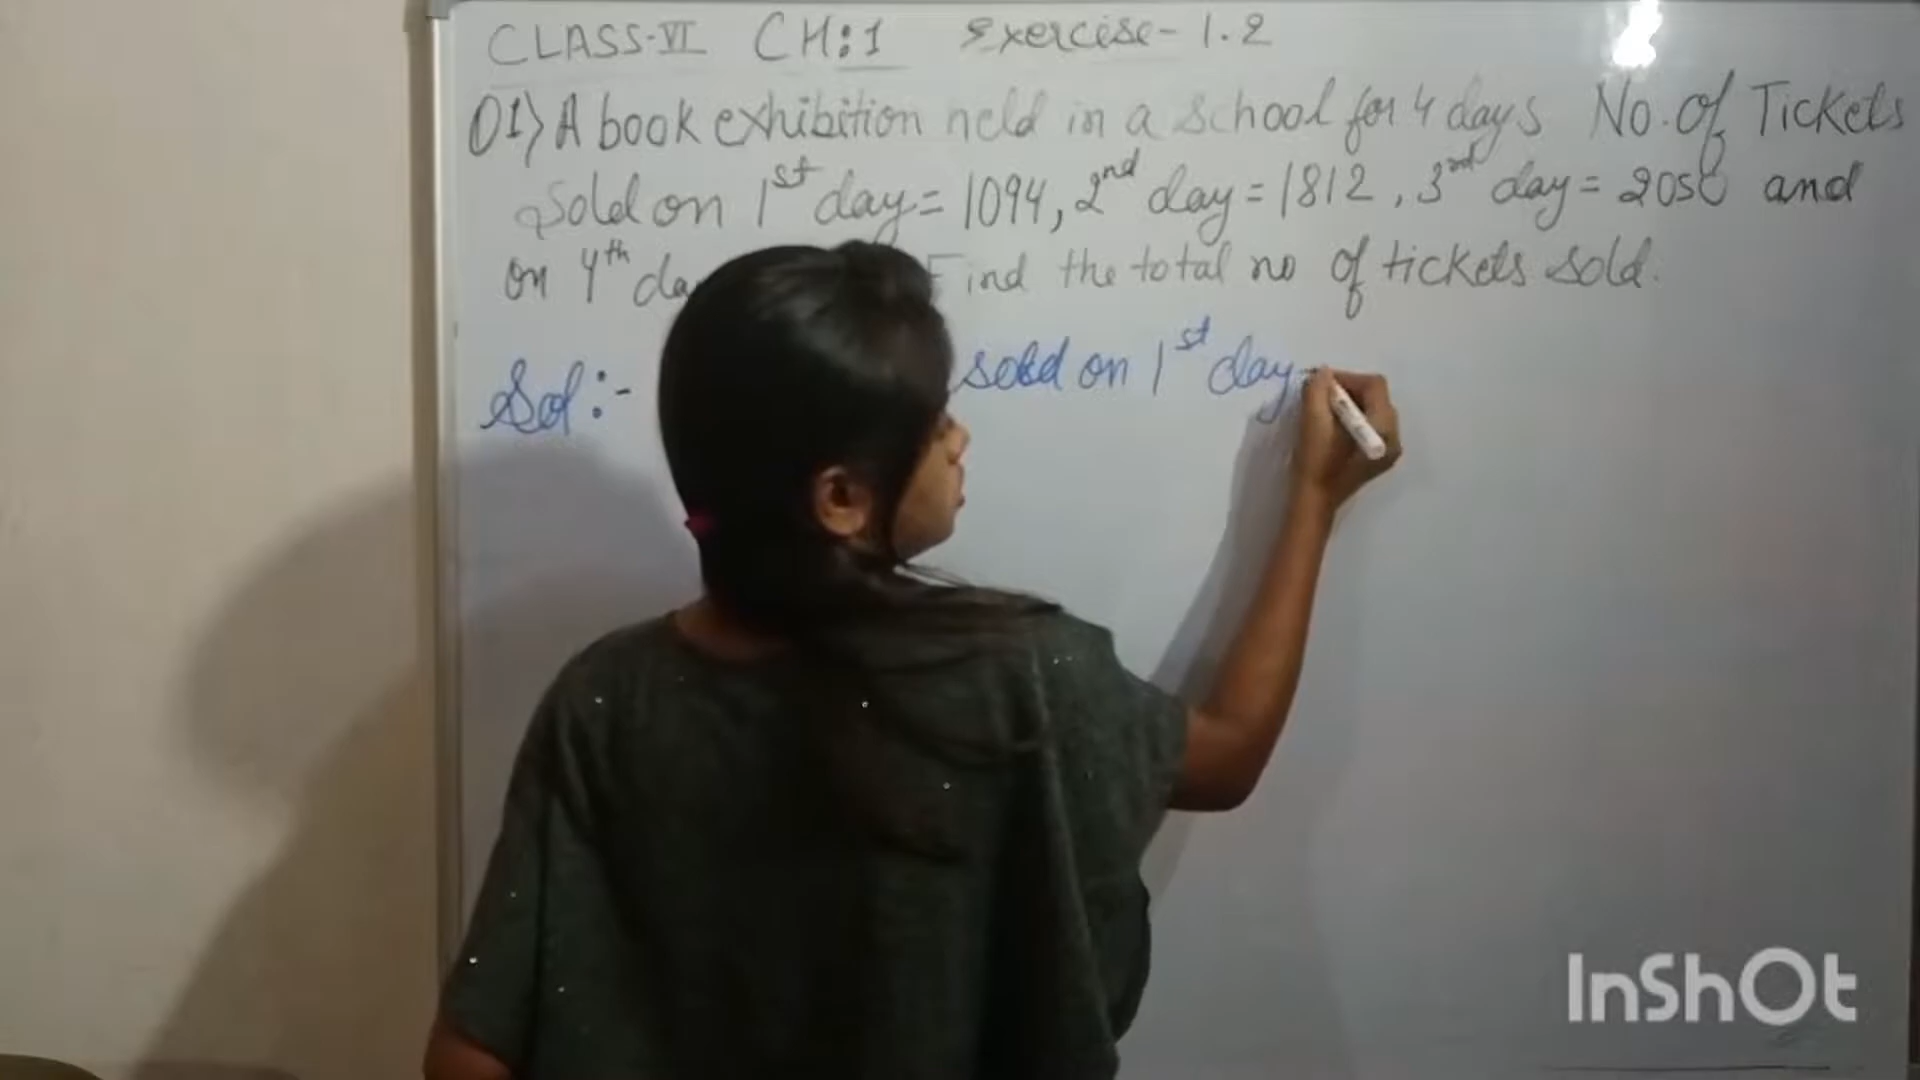 CLASS-VI CH:1 Exercise-1.2
Q1) A book exhibition held in a school for 4 days No. of Tickets
Sold on 1st day = 1094, 2nd day = 1812, 3rd day = 2050 and
on 4th da Find the total no of tickets sold.
Sol:- sold on 1st day
InShOt